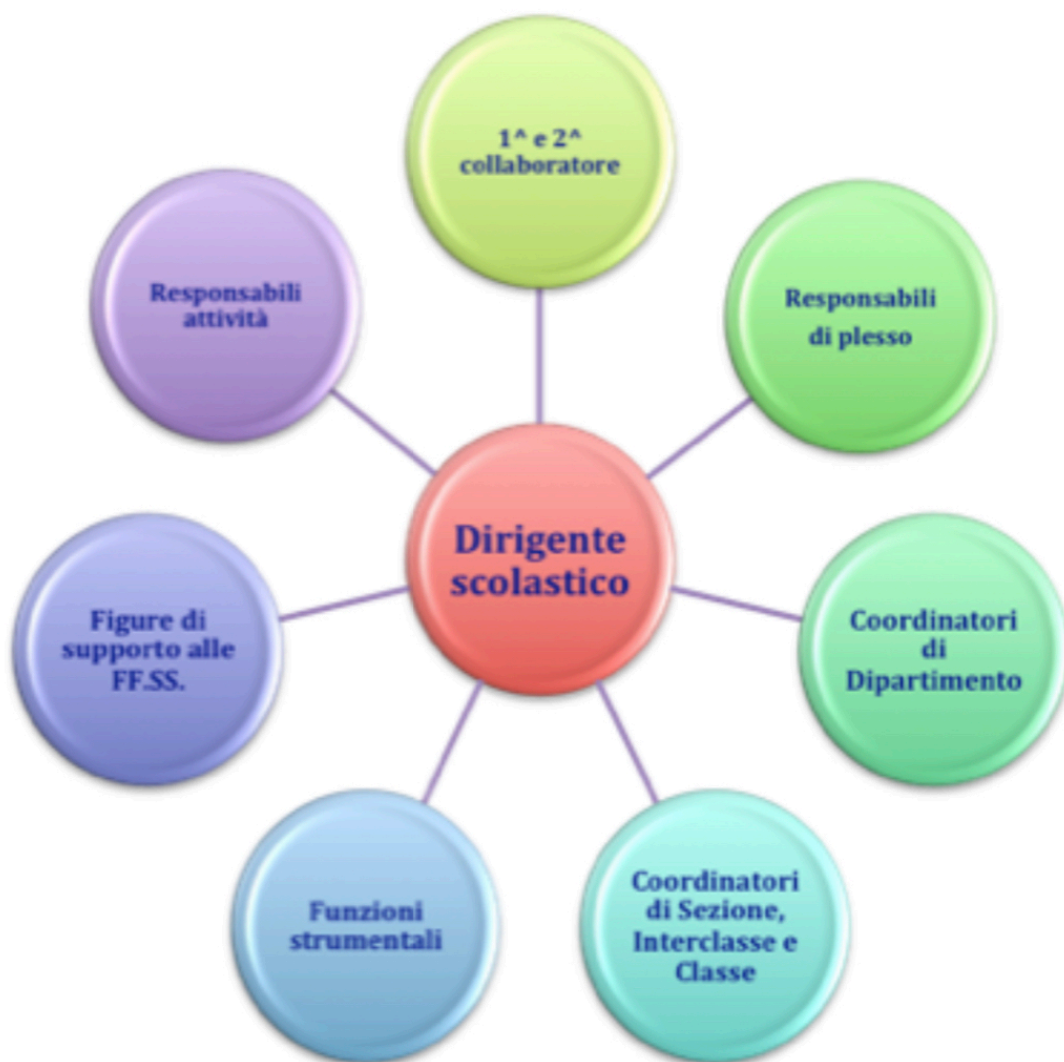 1^ e 2^
collaboratore
Responsabili
di plesso
Coordinatori
di
Dipartimento
Coordinatori
di Sezione,
Interclasse e
Classe
Funzioni
strumentali
Figure di
supporto alle
FF.SS.
Responsabili
attività
Dirigente
scolastico